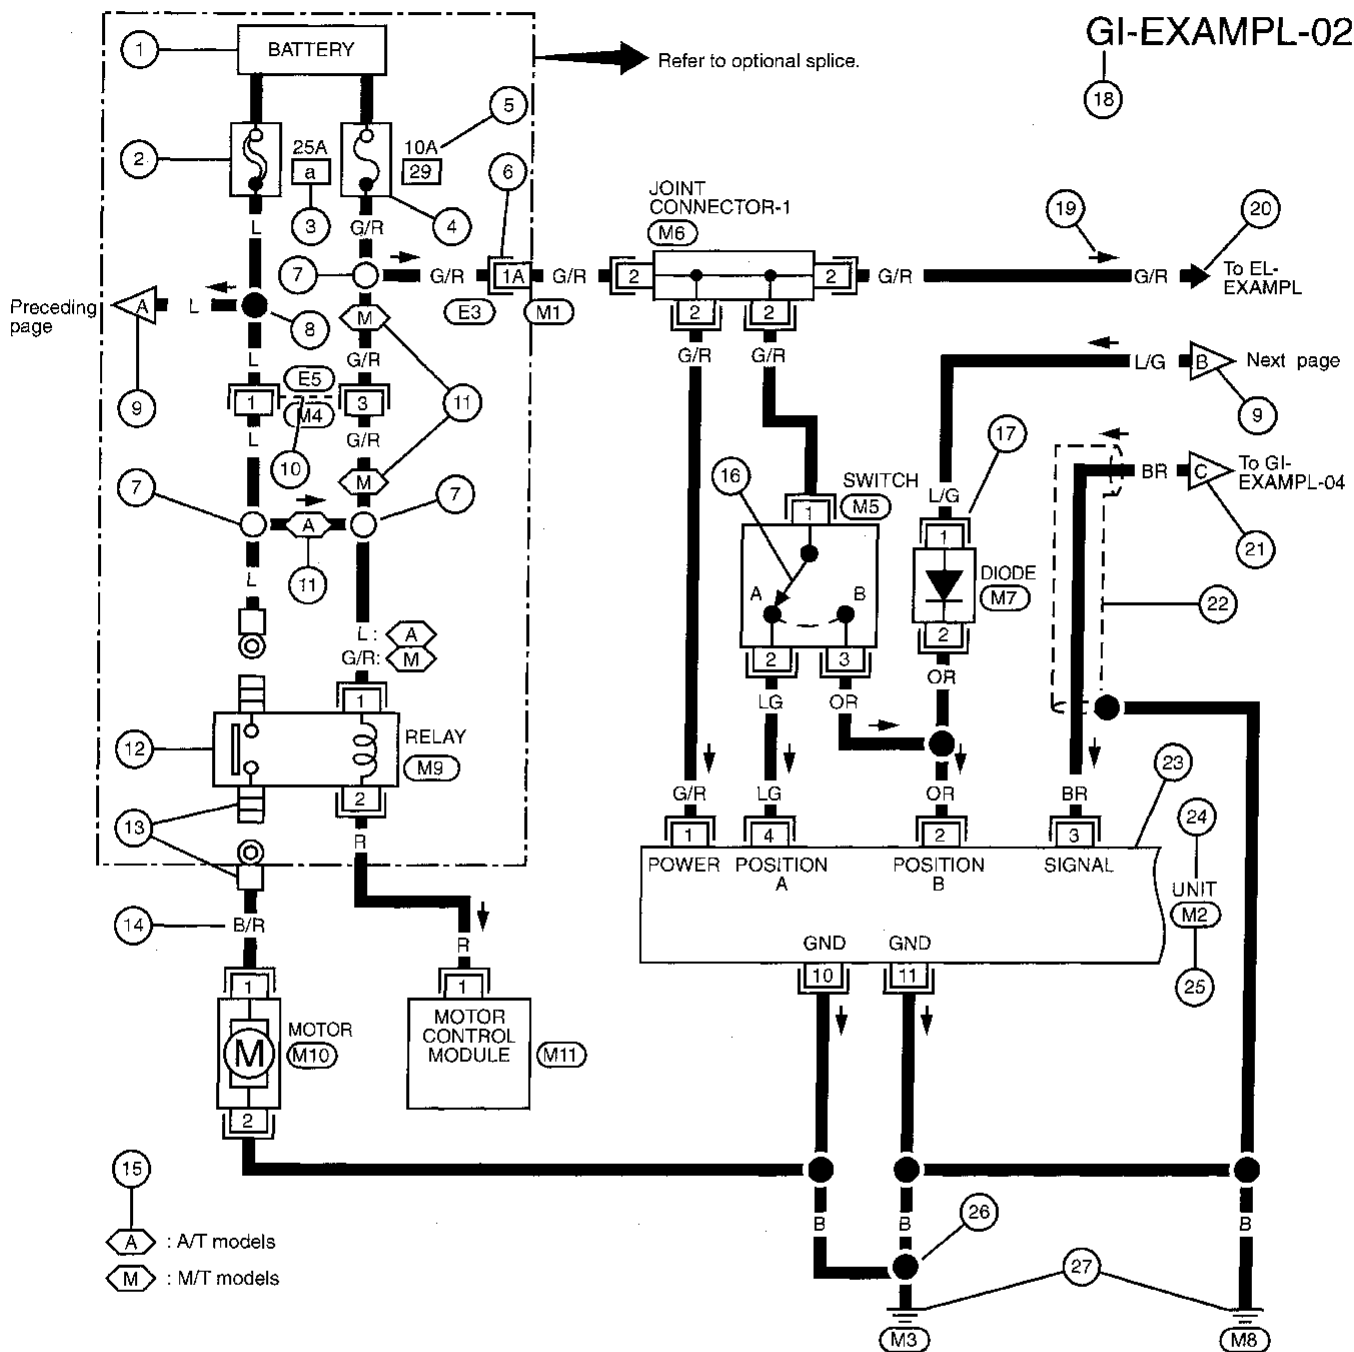 GI-EXAMPL-02
18
1
BATTERY
Refer to optional splice.
2
25A
a
3
10A
29
5
4
6
L
G/R
7
G/R
1A
G/R
E3
M1
JOINT
CONNECTOR-1
M6
2
2
2
2
G/R
19
G/R
20
To EL-
EXAMPL
Preceding
page
A
L
8
9
M
L
G/R
G/R
G/R
L/G
B
Next page
9
1
E5
M4
3
11
10
L
G/R
M
7
7
A
11
L
17
BR
C
To GI-
EXAMPL-04
21
16
SWITCH
M5
1
A
B
2
3
L/G
1
DIODE
M7
2
22
L:
A
G/R:
M
1
12
RELAY
M9
2
13
R
LG
OR
OR
G/R
LG
OR
BR
23
1
4
2
3
24
POWER
POSITION
A
POSITION
B
SIGNAL
UNIT
M2
25
GND
GND
10
11
14
B/R
R
1
1
MOTOR
M10
M
2
MOTOR
CONTROL
MODULE
M11
15
A
: A/T models
M
: M/T models
B
B
26
B
27
M3
M8